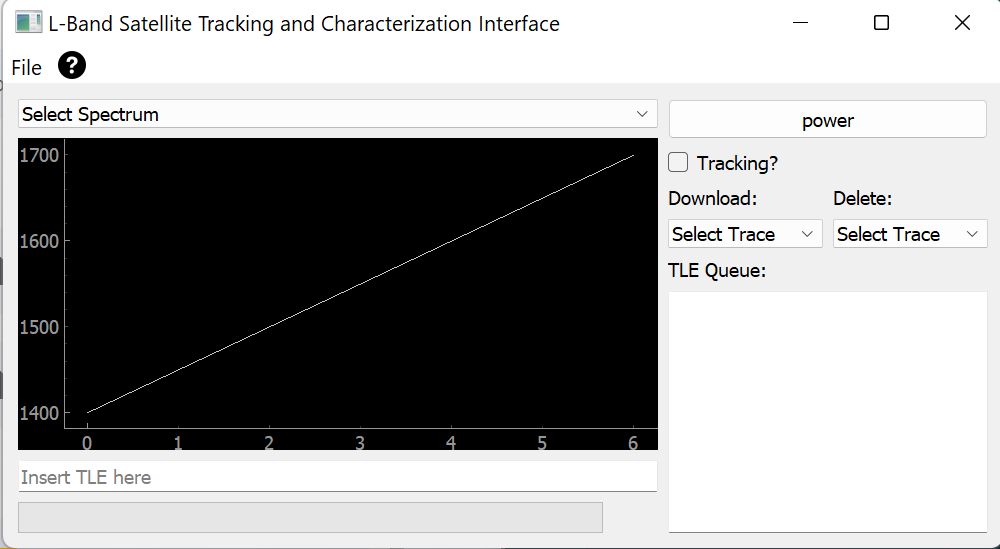 L-Band Satellite Tracking and Characterization Interface
File ?
Select Spectrum
power
1700
1600
1500
1400
0 1 2 3 4 5 6
Tracking?
Download: Delete:
Select Trace Select Trace
TLE Queue:
Insert TLE here